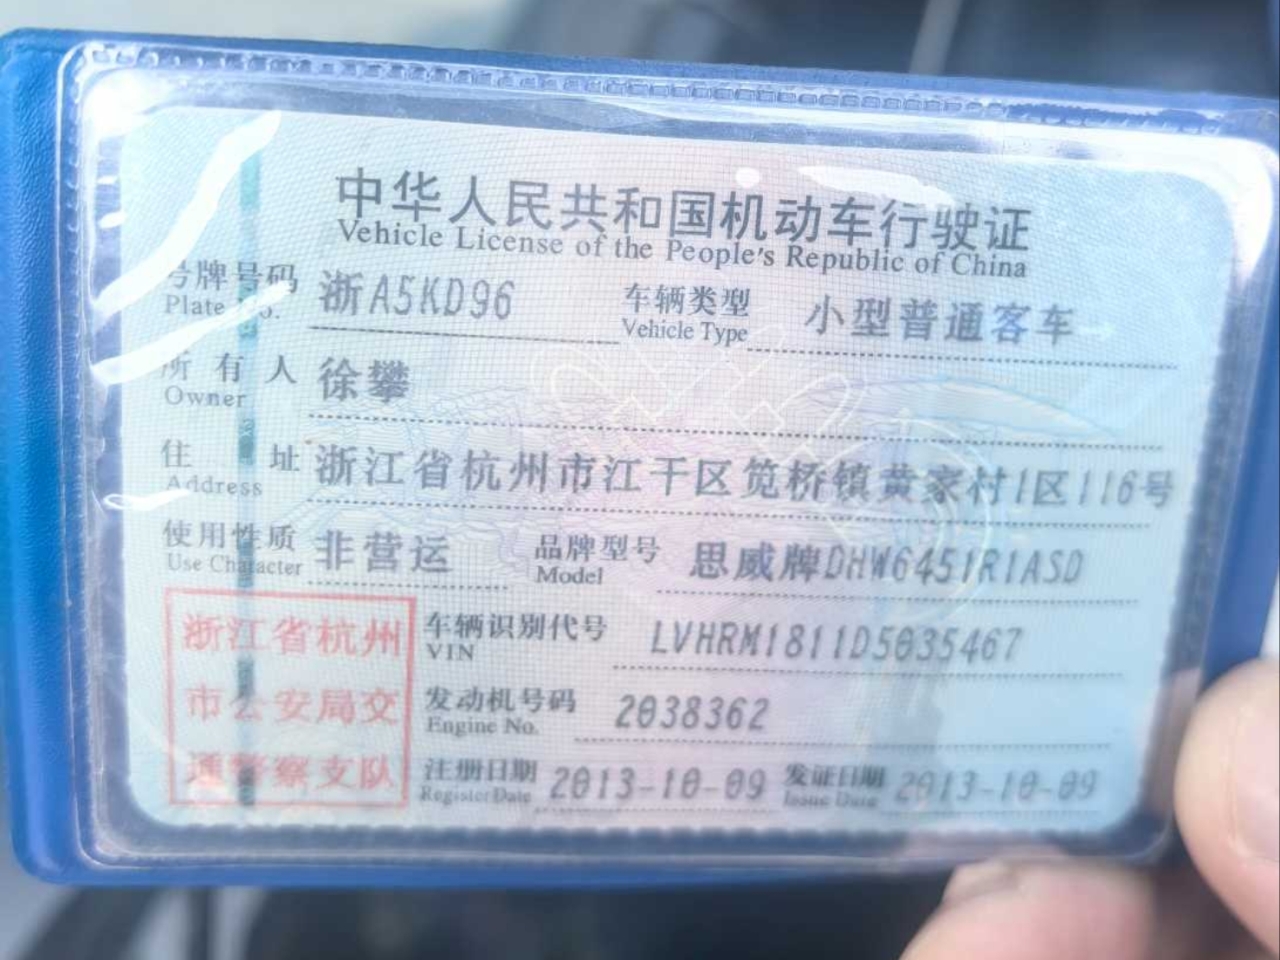 中华人民共和国机动车行驶证
Vehicle License of the People's Republic of China
号牌号码 浙A5KD96 车辆类型 小型普通客车
Plate No. Vehicle Type
所有人 徐攀
Owner
住址 浙江省杭州市江干区笕桥镇黄家村1区116号
Address
使用性质 非营运 品牌型号 思威牌DHW6451R1ASD
Use Character Model
浙江省杭州
市公安局交
通警察支队
车辆识别代号 LVHRM1811D5035467
VIN
发动机号码 2038362
Engine No.
注册日期 2013-10-09 发证日期 2013-10-09
Register Date Issue Date